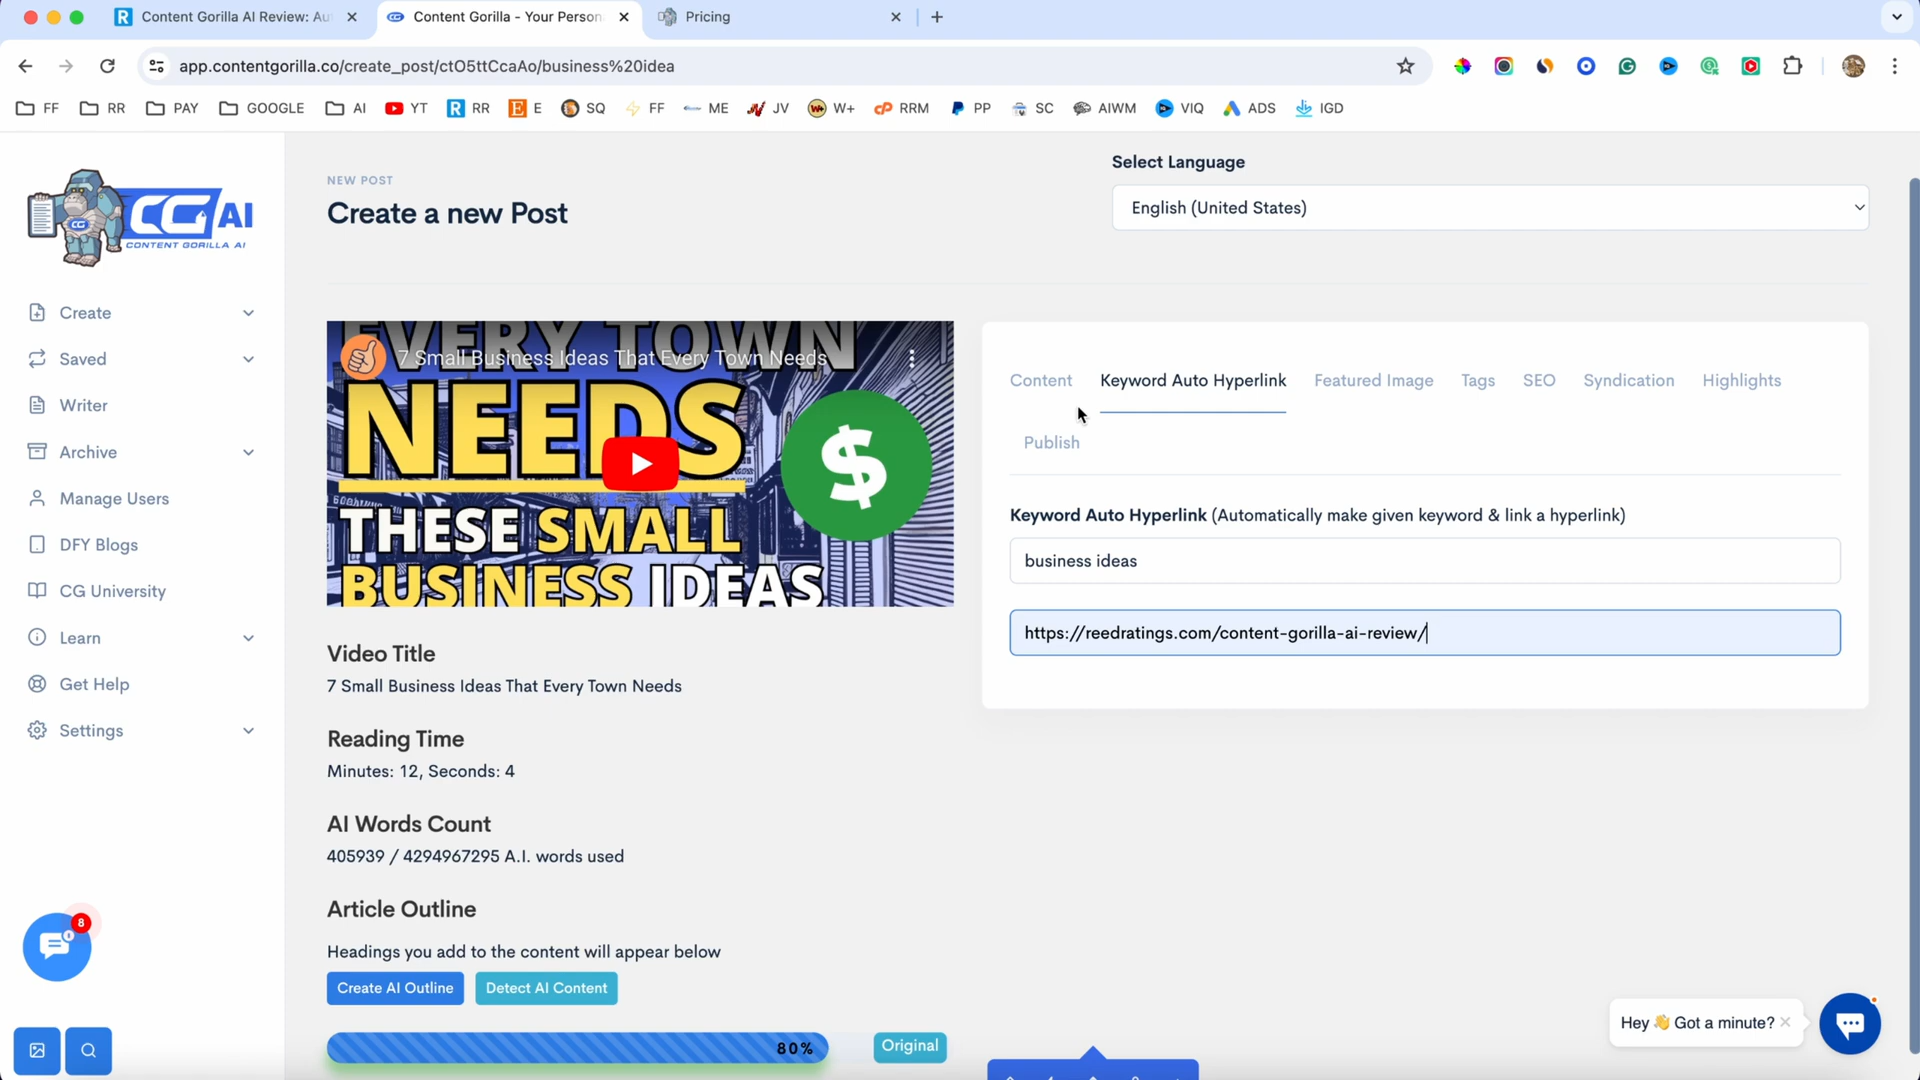 Content Gorilla AI Review: Au
Content Gorilla - Your Person
Pricing
app.contentgorilla.co/create_post/ctO5ttCcaAo/business%20idea
FF
RR
PAY
GOOGLE
AI
YT
RR
E
SQ
FF
ME
JV
W+
RRM
PP
SC
AIWM
VIQ
ADS
IGD
CG AI
CONTENT GORILLA AI
Create
Saved
Writer
Archive
Manage Users
DFY Blogs
CG University
Learn
Get Help
Settings
8
NEW POST
Create a new Post
Select Language
English (United States)
EVERY TOWN
7 Small Business Ideas That Every Town Needs
NEEDS
THESE SMALL
BUSINESS IDEAS
$
Video Title
7 Small Business Ideas That Every Town Needs
Reading Time
Minutes: 12, Seconds: 4
AI Words Count
405939 / 4294967295 A.I. words used
Article Outline
Headings you add to the content will appear below
Create AI Outline
Detect AI Content
80%
Original
Content
Keyword Auto Hyperlink
Featured Image
Tags
SEO
Syndication
Highlights
Publish
Keyword Auto Hyperlink (Automatically make given keyword & link a hyperlink)
business ideas
https://reedratings.com/content-gorilla-ai-review/
Hey 👋 Got a minute?